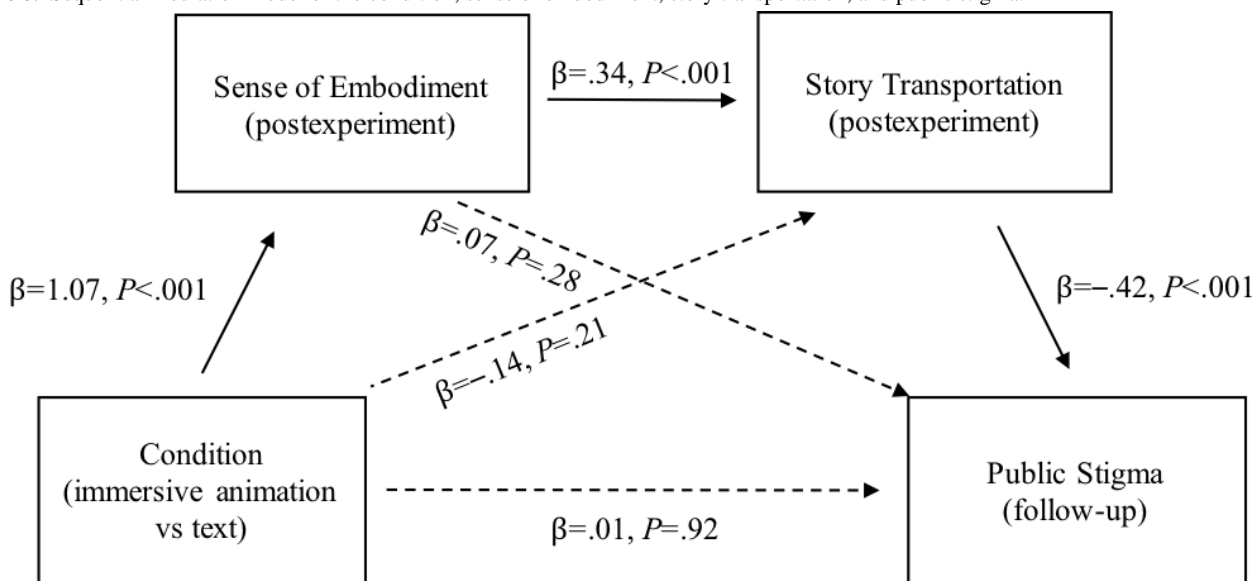 Sense of Embodiment
(postexperiment)
β=.34, P<.001
Story Transportation
(postexperiment)
β=.07, P=.28
β=1.07, P<.001
β=–.42, P<.001
β=–.14, P=.21
Condition
(immersive animation
vs text)
β=.01, P=.92
Public Stigma
(follow-up)